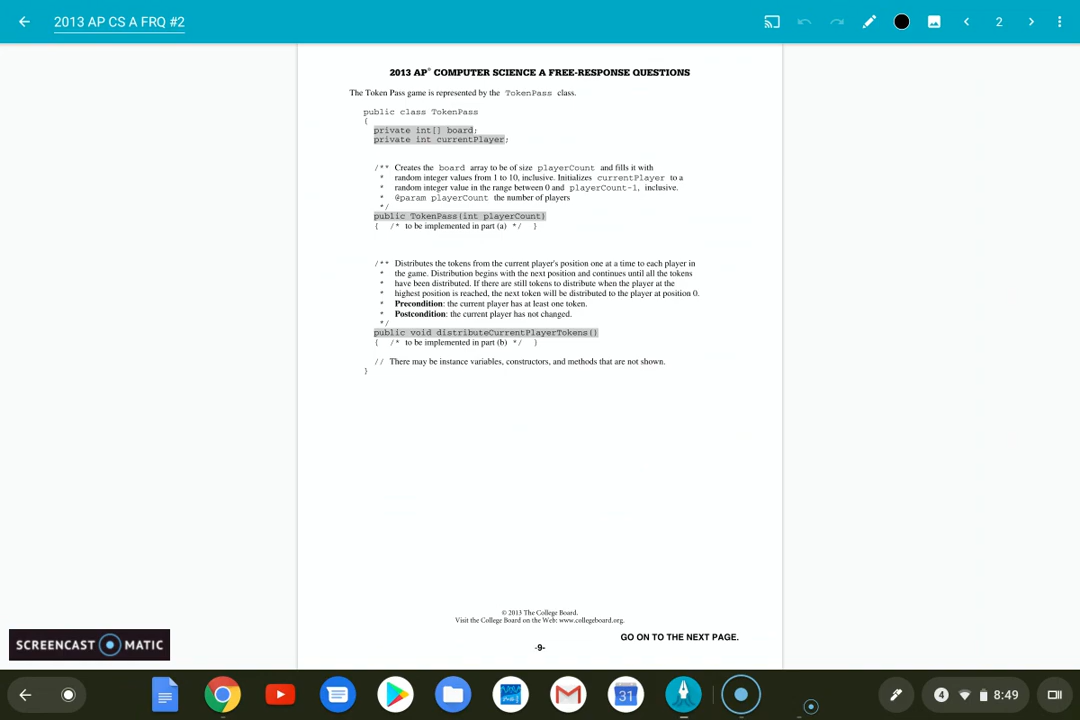 2013 AP CS A FRQ #2
2
2013 AP® COMPUTER SCIENCE A FREE-RESPONSE QUESTIONS
The Token Pass game is represented by the TokenPass class.
public class TokenPass
{
private int[] board;
private int currentPlayer;
/** Creates the board array to be of size playerCount and fills it with
* random integer values from 1 to 10, inclusive. Initializes currentPlayer to a
* random integer value in the range between 0 and playerCount-1, inclusive.
* @param playerCount the number of players
*/
public TokenPass(int playerCount)
{ /* to be implemented in part (a) */ }
/** Distributes the tokens from the current player's position one at a time to each player in
* the game. Distribution begins with the next position and continues until all the tokens
* have been distributed. If there are still tokens to distribute when the player at the
* highest position is reached, the next token will be distributed to the player at position 0.
* Precondition: the current player has at least one token.
* Postcondition: the current player has not changed.
*/
public void distributeCurrentPlayerTokens()
{ /* to be implemented in part (b) */ }
// There may be instance variables, constructors, and methods that are not shown.
}
© 2013 The College Board.
Visit the College Board on the Web: www.collegeboard.org.
GO ON TO THE NEXT PAGE.
-9-
SCREENCAST MATIC
31
4 8:49